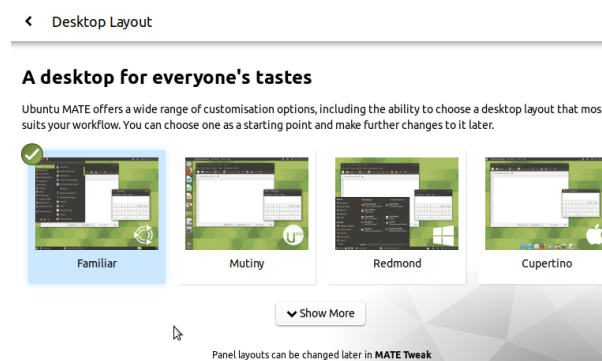 Desktop Layout
A desktop for everyone's tastes
Ubuntu MATE offers a wide range of customisation options, including the ability to choose a desktop layout that mos
suits your workflow. You can choose one as a starting point and make further changes to it later.
Familiar
Mutiny
Redmond
Cupertino
Show More
Panel layouts can be changed later in MATE Tweak